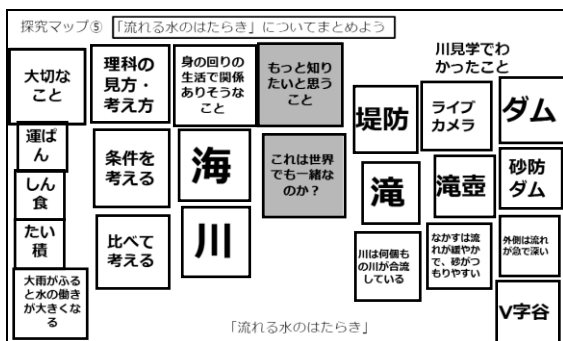 探究マップ⑤ 「流れる水のはたらき」についてまとめよう
大切な
こと
運ぱ
ん
しん
食
たい
積
大雨がふる
と水の働き
が大きくな
る
理科の
見方・
考え方
条件を
考える
比べて
考える
身の回りの
生活で関係
ありそうな
こと
海
川
もっと知り
たいと思う
こと
これは世界
でも一緒な
のか？
川見学でわ
かったこと
堤防
ライブ
カメラ
ダム
滝
滝壺
砂防
ダム
川は何個も
の川が合流
している
なかすは流
れが緩やか
で、砂がつ
もりやすい
外側は流れ
が急で深い
V字谷
「流れる水のはたらき」